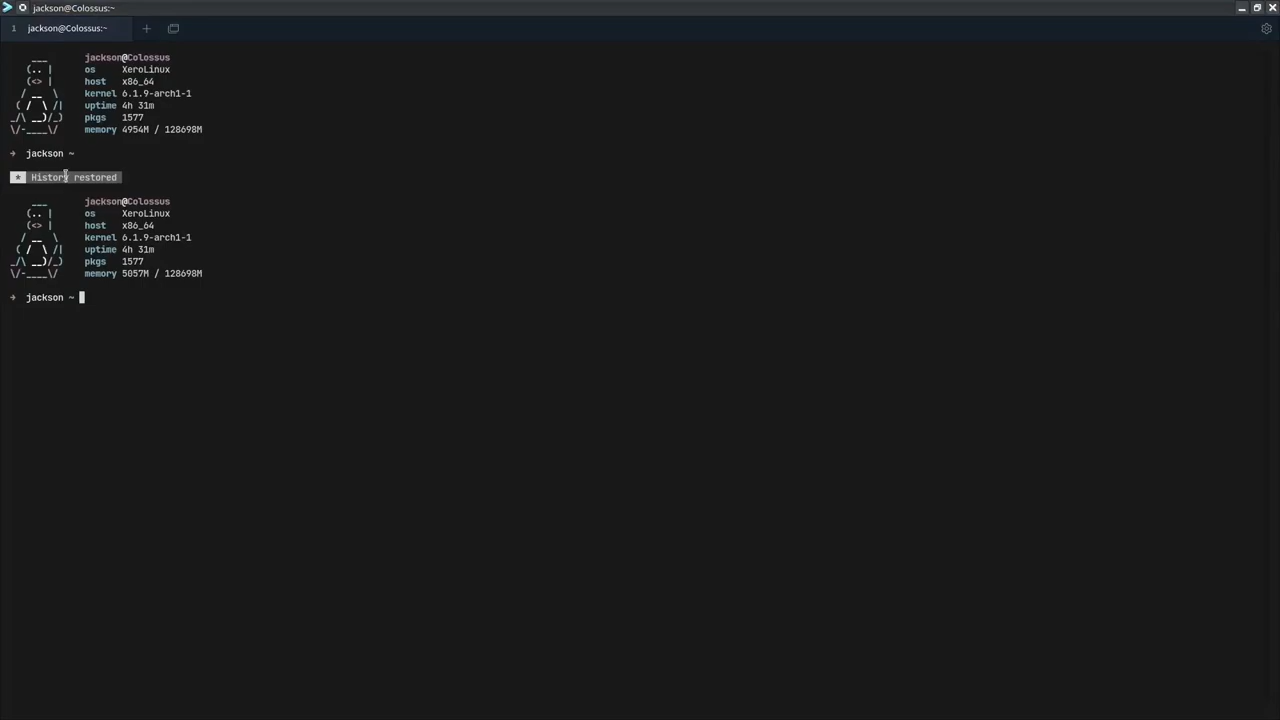 jackson@Colossus:~
1 jackson@Colossus:~
jackson@Colossus
os XeroLinux
host x86_64
kernel 6.1.9-arch1-1
uptime 4h 31m
pkgs 1577
memory 4954M / 128698M
➜ jackson ~
* History restored
jackson@Colossus
os XeroLinux
host x86_64
kernel 6.1.9-arch1-1
uptime 4h 31m
pkgs 1577
memory 5057M / 128698M
➜ jackson ~